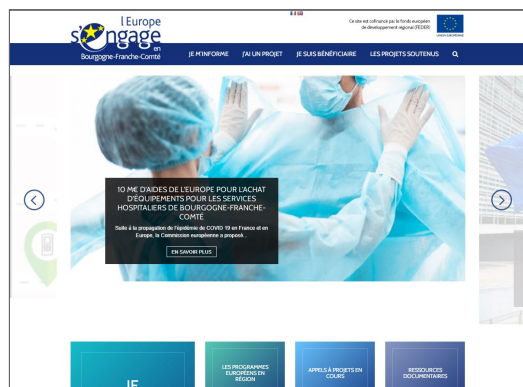 l'Europe
s'engage
en
Bourgogne-Franche-Comté
Ce site est cofinancé par le fonds européen
de développement régional (FEDER)
UNION EUROPÉENNE
JE M'INFORME
J'AI UN PROJET
JE SUIS BÉNÉFICIAIRE
LES PROJETS SOUTENUS
10 M€ D'AIDES DE L'EUROPE POUR L'ACHAT
D'ÉQUIPEMENTS POUR LES SERVICES
HOSPITALIERS DE BOURGOGNE-FRANCHE-
COMTÉ
Suite à la propagation de l'épidémie de COVID 19 en France et en
Europe, la Commission européenne a proposé...
EN SAVOIR PLUS
JE
LES PROGRAMMES
EUROPÉENS EN
RÉGION
APPELS À PROJETS EN
COURS
RESSOURCES
DOCUMENTAIRES